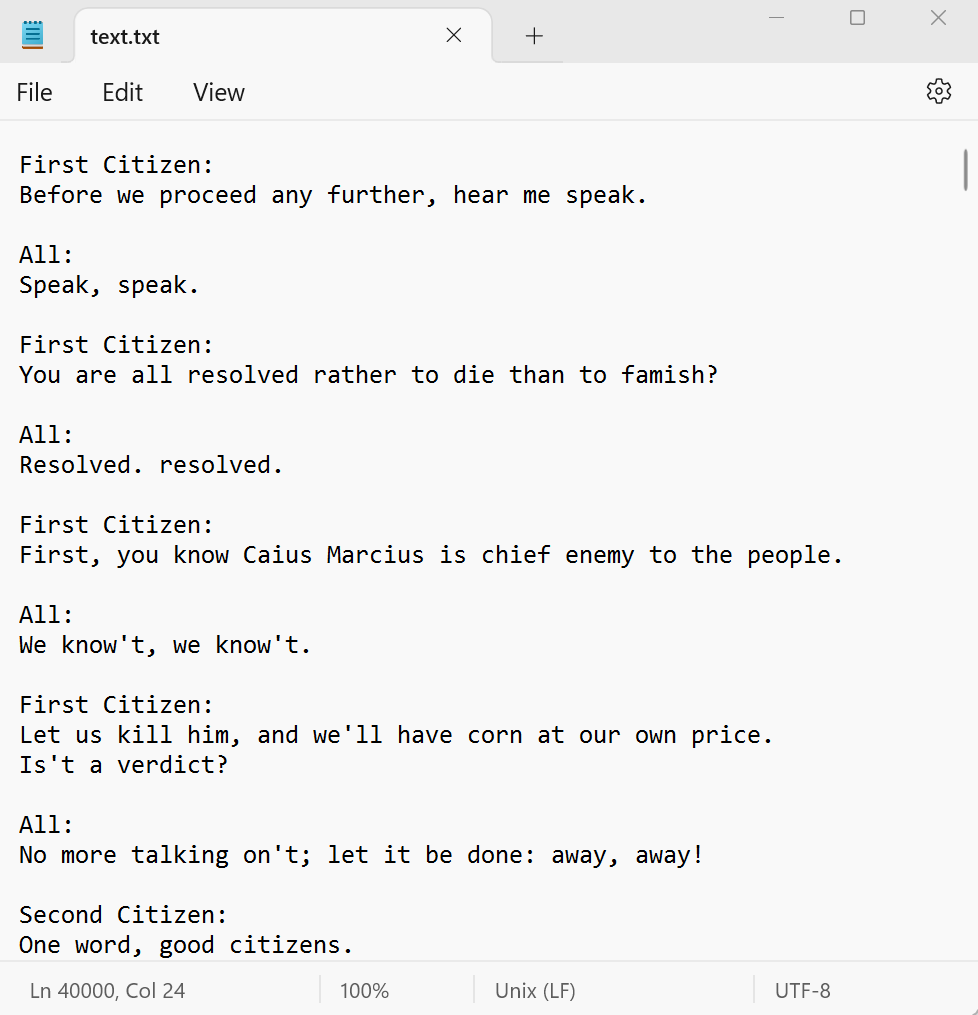 text.txt
File Edit View
First Citizen:
Before we proceed any further, hear me speak.

All:
Speak, speak.

First Citizen:
You are all resolved rather to die than to famish?

All:
Resolved. resolved.

First Citizen:
First, you know Caius Marcius is chief enemy to the people.

All:
We know't, we know't.

First Citizen:
Let us kill him, and we'll have corn at our own price.
Is't a verdict?

All:
No more talking on't; let it be done: away, away!

Second Citizen:
One word, good citizens.
Ln 40000, Col 24 100% Unix (LF) UTF-8